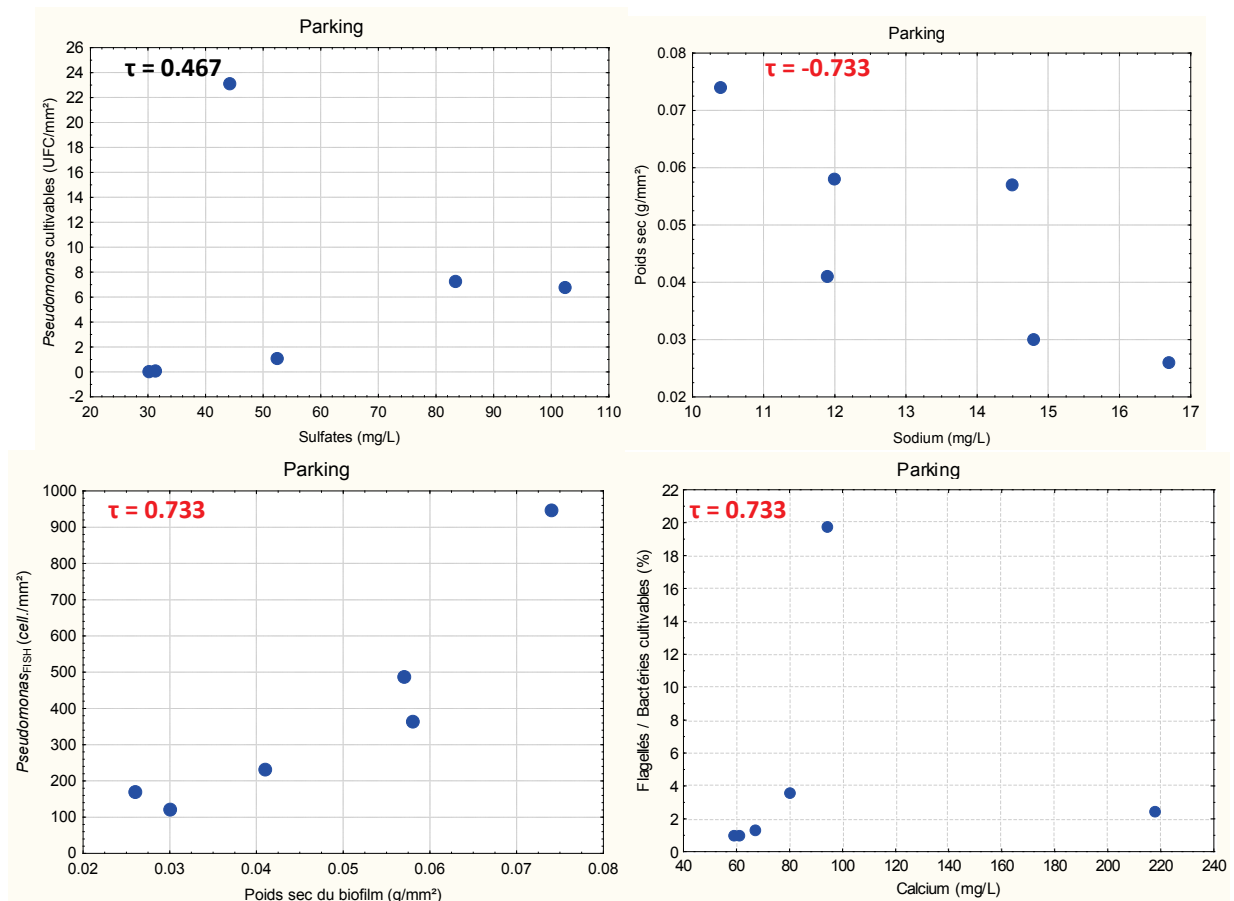 Parking
τ = 0.467
26
24
22
20
18
16
14
12
10
8
6
4
2
0
-2
Pseudomonas cultivables (UFC/mm²)
20 30 40 50 60 70 80 90 100 110
Sulfates (mg/L)
Parking
τ = -0.733
0.08
0.07
0.06
0.05
0.04
0.03
0.02
Poids sec (g/mm²)
10 11 12 13 14 15 16 17
Sodium (mg/L)
Parking
τ = 0.733
1000
900
800
700
600
500
400
300
200
100
0
Pseudomonas FISH (cell./mm²)
0.02 0.03 0.04 0.05 0.06 0.07 0.08
Poids sec du biofilm (g/mm²)
Parking
τ = 0.733
22
20
18
16
14
12
10
8
6
4
2
0
Flagellés / Bactéries cultivables (%)
40 60 80 100 120 140 160 180 200 220 240
Calcium (mg/L)